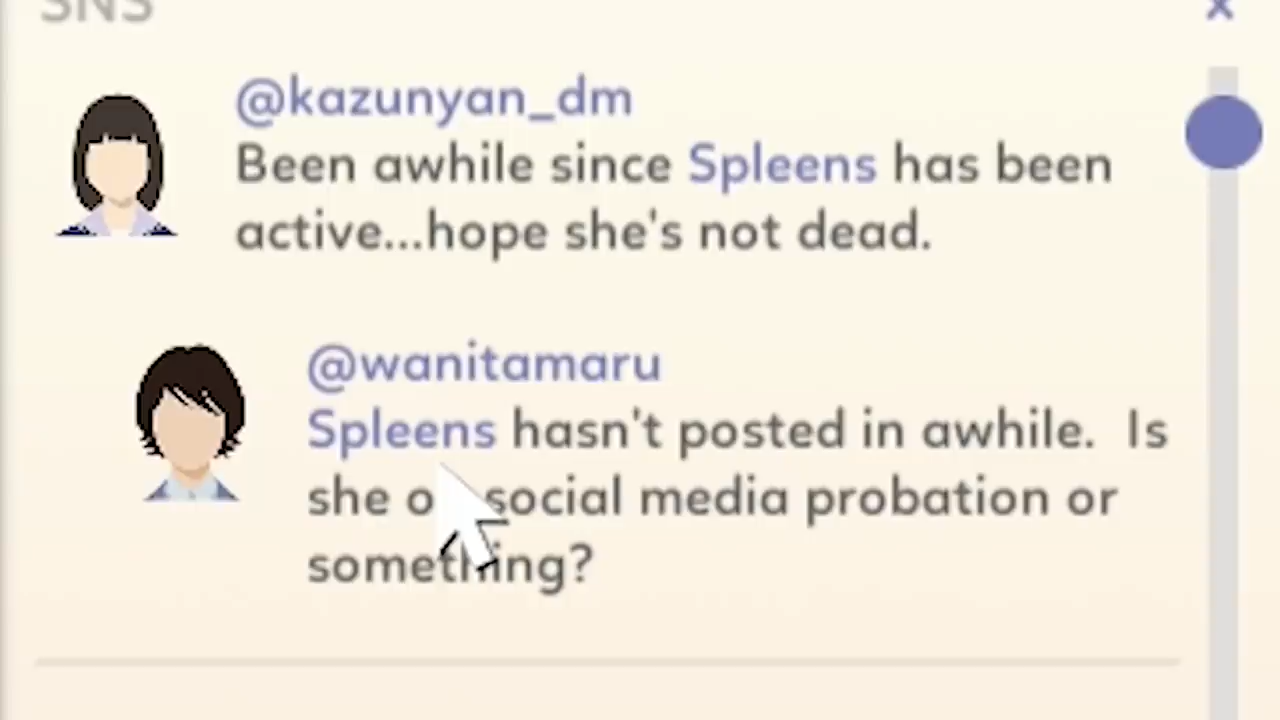 SNS
@kazunyan_dm
Been awhile since Spleens has been
active...hope she's not dead.
@wanitamaru
Spleens hasn't posted in awhile. Is
she social media probation or
something?